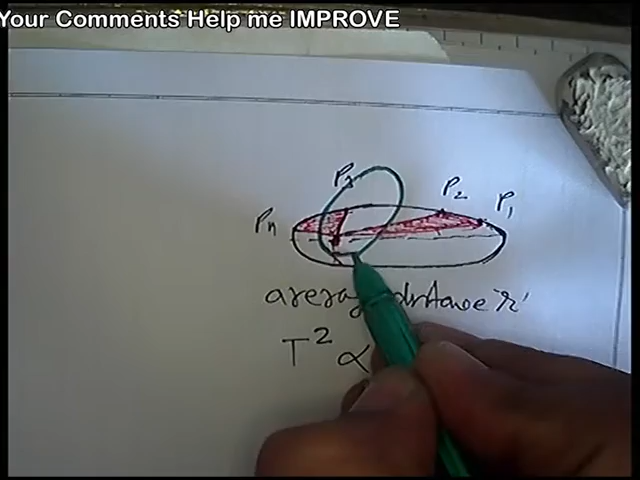 Your Comments Help me IMPROVE
P3
P2
P1
P4
average distance 'r'
T² ∝